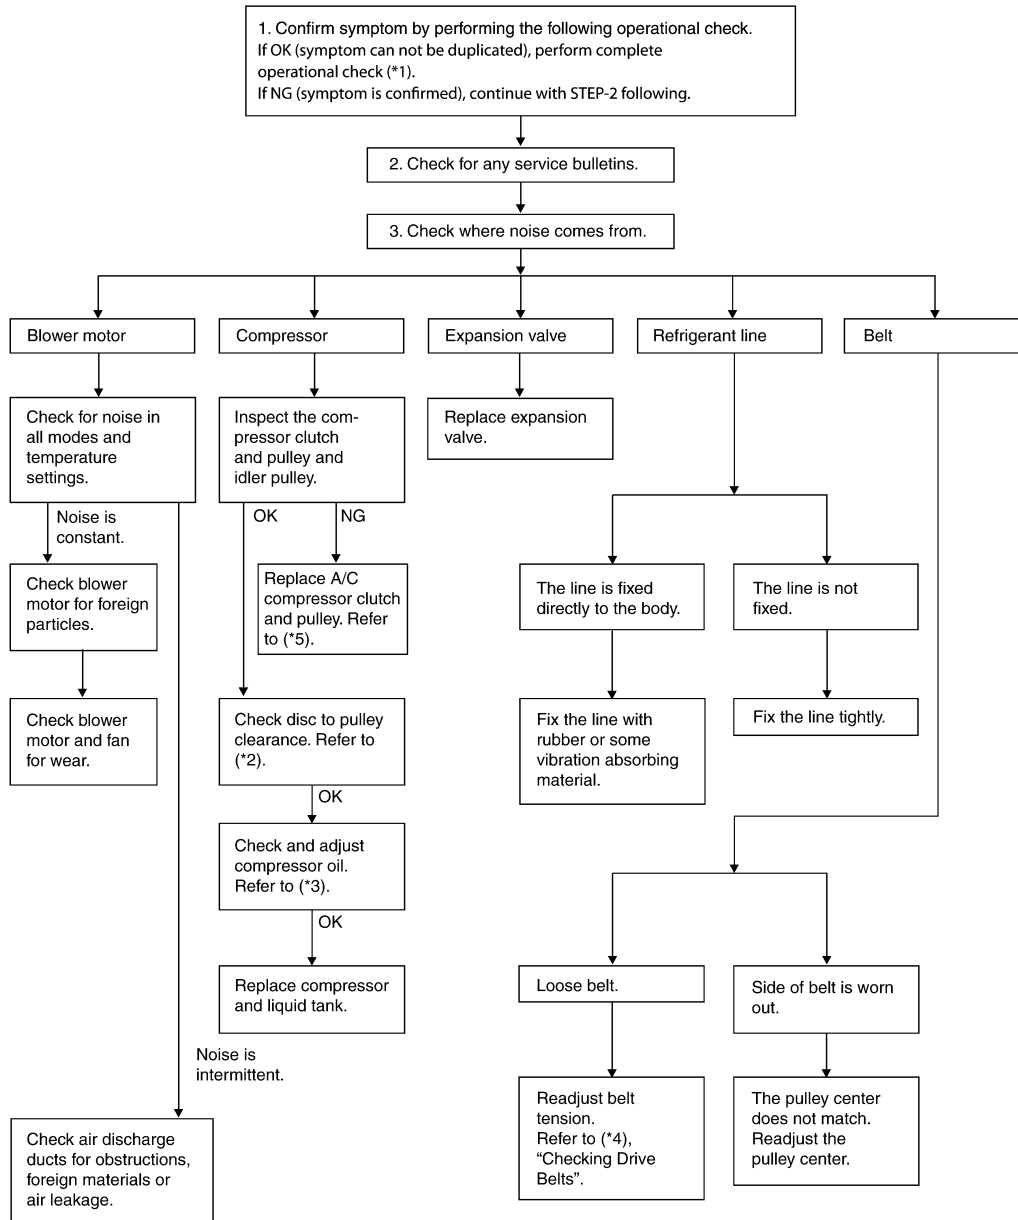 1. Confirm symptom by performing the following operational check.
If OK (symptom can not be duplicated), perform complete
operational check (*1).
If NG (symptom is confirmed), continue with STEP-2 following.
2. Check for any service bulletins.
3. Check where noise comes from.
Blower motor
Compressor
Expansion valve
Refrigerant line
Belt
Check for noise in
all modes and
temperature
settings.
Inspect the com-
pressor clutch
and pulley and
idler pulley.
Replace expansion
valve.
Noise is
constant.
OK
NG
Check blower
motor for foreign
particles.
Replace A/C
compressor clutch
and pulley. Refer
to (*5).
The line is fixed
directly to the body.
The line is not
fixed.
Check blower
motor and fan
for wear.
Check disc to pulley
clearance. Refer to
(*2).
Fix the line with
rubber or some
vibration absorbing
material.
Fix the line tightly.
OK
Check and adjust
compressor oil.
Refer to (*3).
OK
Replace compressor
and liquid tank.
Loose belt.
Side of belt is worn
out.
Noise is
intermittent.
Check air discharge
ducts for obstructions,
foreign materials or
air leakage.
Readjust belt
tension.
Refer to (*4),
“Checking Drive
Belts”.
The pulley center
does not match.
Readjust the
pulley center.